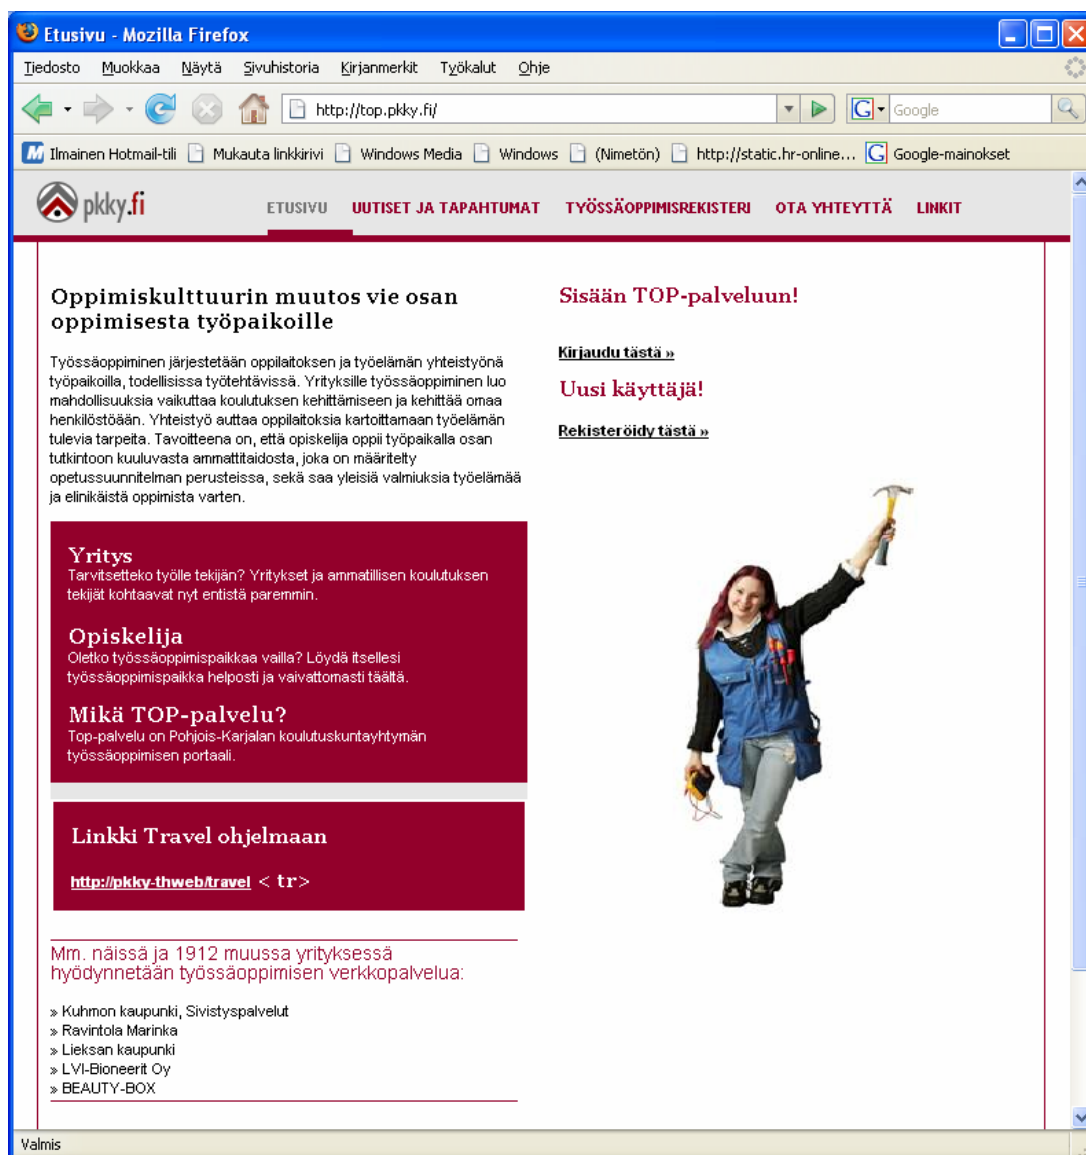 Etusivu - Mozilla Firefox
Tiedosto Muokkaa Näytä Sivuhistoria Kirjanmerkit Työkalut Ohje
http://top.pkky.fi/
G Google
M Ilmainen Hotmail-tili Mukauta linkkirivi Windows Media Windows (Nimetön) http://static.hr-online... G Google-mainokset
pkky.fi
ETUSIVU UUTISET JA TAPAHTUMAT TYÖSSÄOPPIMISREKISTERI OTA YHTEYTTÄ LINKIT
Oppimiskulttuurin muutos vie osan
oppimisesta työpaikoille
Työssäoppiminen järjestetään oppilaitoksen ja työelämän yhteistyönä
työpaikoilla, todellisissa työtehtävissä. Yrityksille työssäoppiminen luo
mahdollisuuksia vaikuttaa koulutuksen kehittämiseen ja kehittää omaa
henkilöstöään. Yhteistyö auttaa oppilaitoksia kartoittamaan työelämän
tulevia tarpeita. Tavoitteena on, että opiskelija oppii työpaikalla osan
tutkintoon kuuluvasta ammattitaidosta, joka on määritelty
opetussuunnitelman perusteissa, sekä saa yleisiä valmiuksia työelämää
ja elinikäistä oppimista varten.
Yritys
Tarvitsetteko työlle tekijän? Yritykset ja ammatillisen koulutuksen
tekijät kohtaavat nyt entistä paremmin.
Opiskelija
Oletko työssäoppimispaikkaa vailla? Löydä itsellesi
työssäoppimispaikka helposti ja vaivattomasti täältä.
Mikä TOP-palvelu?
Top-palvelu on Pohjois-Karjalan koulutuskuntayhtymän
työssäoppimisen portaali.
Linkki Travel ohjelmaan
http://pkky-thweb/travel < tr>
Mm. näissä ja 1912 muussa yrityksessä
hyödynnetään työssäoppimisen verkkopalvelua:
» Kuhmon kaupunki, Sivistyspalvelut
» Ravintola Marinka
» Lieksan kaupunki
» LVI-Bioneerit Oy
» BEAUTY-BOX
Sisään TOP-palveluun!
Kirjaudu tästä »
Uusi käyttäjä!
Rekisteröidy tästä »
Valmis